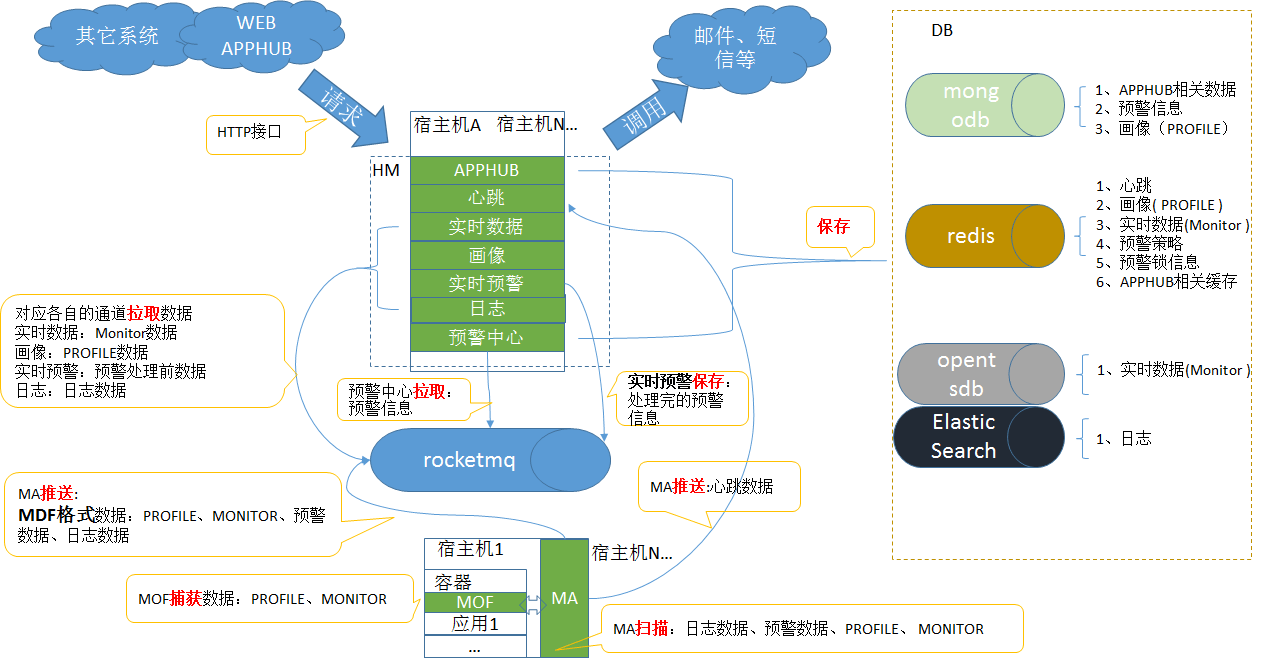 其它系统
WEB
APPHUB
请求
HTTP接口
宿主机A 宿主机N...
邮件、短
信等
调用
HM
APPHUB
心跳
实时数据
画像
实时预警
日志
预警中心
保存
DB
mong
odb
1、APPHUB相关数据
2、预警信息
3、画像（PROFILE）
redis
1、心跳
2、画像( PROFILE )
3、实时数据(Monitor )
4、预警策略
5、预警锁信息
6、APPHUB相关缓存
opent
sdb
1、实时数据(Monitor )
Elastic
Search
1、日志
对应各自的通道拉取数据
实时数据：Monitor数据
画像：PROFILE数据
实时预警：预警处理前数据
日志：日志数据
预警中心拉取：
预警信息
实时预警保存：
处理完的预警
信息
rocketmq
MA推送:
MDF格式数据：PROFILE、MONITOR、预警
数据、日志数据
MA推送:心跳数据
宿主机1
宿主机N...
容器
MOF
应用1
...
MA
MOF捕获数据：PROFILE、MONITOR
MA扫描：日志数据、预警数据、PROFILE、 MONITOR